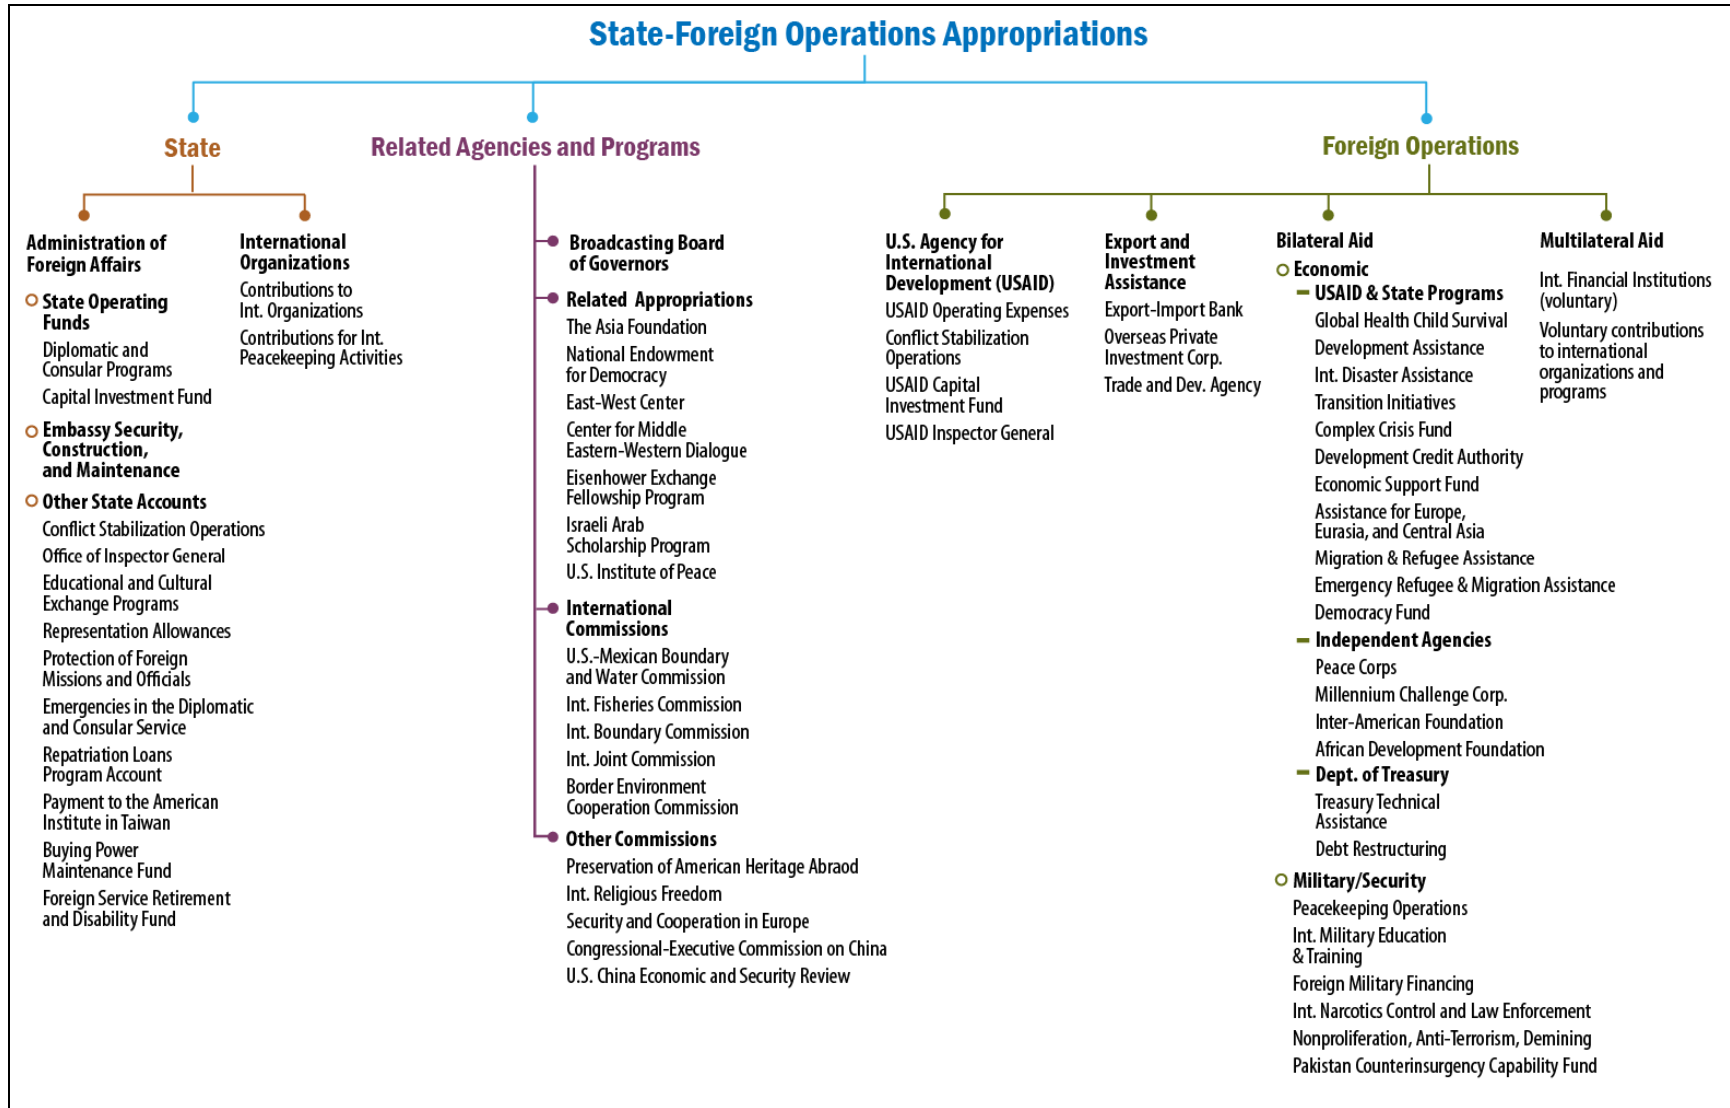 State-Foreign Operations Appropriations
State
Related Agencies and Programs
Foreign Operations
Administration of
Foreign Affairs
State Operating
Funds
Diplomatic and
Consular Programs
Capital Investment Fund
Embassy Security,
Construction,
and Maintenance
Other State Accounts
Conflict Stabilization Operations
Office of Inspector General
Educational and Cultural
Exchange Programs
Representation Allowances
Protection of Foreign
Missions and Officials
Emergencies in the Diplomatic
and Consular Service
Repatriation Loans
Program Account
Payment to the American
Institute in Taiwan
Buying Power
Maintenance Fund
Foreign Service Retirement
and Disability Fund
International
Organizations
Contributions to
Int. Organizations
Contributions for Int.
Peacekeeping Activities
Broadcasting Board
of Governors
Related Appropriations
The Asia Foundation
National Endowment
for Democracy
East-West Center
Center for Middle
Eastern-Western Dialogue
Eisenhower Exchange
Fellowship Program
Israeli Arab
Scholarship Program
U.S. Institute of Peace
International
Commissions
U.S.-Mexican Boundary
and Water Commission
Int. Fisheries Commission
Int. Boundary Commission
Int. Joint Commission
Border Environment
Cooperation Commission
Other Commissions
Preservation of American Heritage Abraod
Int. Religious Freedom
Security and Cooperation in Europe
Congressional-Executive Commission on China
U.S. China Economic and Security Review
U.S. Agency for
International
Development (USAID)
USAID Operating Expenses
Conflict Stabilization
Operations
USAID Capital
Investment Fund
USAID Inspector General
Export and
Investment
Assistance
Export-Import Bank
Overseas Private
Investment Corp.
Trade and Dev. Agency
Bilateral Aid
Economic
USAID & State Programs
Global Health Child Survival
Development Assistance
Int. Disaster Assistance
Transition Initiatives
Complex Crisis Fund
Development Credit Authority
Economic Support Fund
Assistance for Europe,
Eurasia, and Central Asia
Migration & Refugee Assistance
Emergency Refugee & Migration Assistance
Democracy Fund
Independent Agencies
Peace Corps
Millennium Challenge Corp.
Inter-American Foundation
African Development Foundation
Dept. of Treasury
Treasury Technical
Assistance
Debt Restructuring
Military/Security
Peacekeeping Operations
Int. Military Education
& Training
Foreign Military Financing
Int. Narcotics Control and Law Enforcement
Nonproliferation, Anti-Terrorism, Demining
Pakistan Counterinsurgency Capability Fund
Multilateral Aid
Int. Financial Institutions
(voluntary)
Voluntary contributions
to international
organizations and
programs